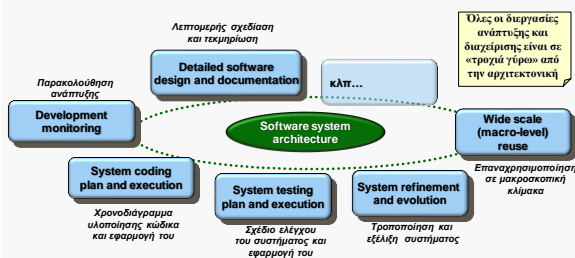 Λεπτομερής σχεδίαση
και τεκμηρίωση
Detailed software
design and documentation
κλπ…
Όλες οι διεργασίες
ανάπτυξης και
διαχείρισης είναι σε
«τροχιά γύρω» από
την αρχιτεκτονική
Παρακολούθηση
ανάπτυξης
Development
monitoring
Software system
architecture
Wide scale
(macro-level)
reuse
Επαναχρησιμοποίηση
σε μακροσκοπική
κλίμακα
System coding
plan and execution
Χρονοδιάγραμμα
υλοποίησης κώδικα
και εφαρμογή του
System testing
plan and execution
Σχέδιο ελέγχου
του συστήματος και
εφαρμογή του
System refinement
and evolution
Τροποποίηση και
εξέλιξη συστήματος